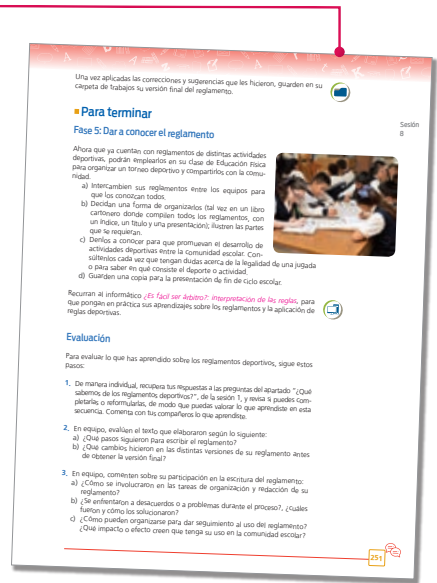 Una vez aplicadas las correcciones y sugerencias que les hicieron, guarden en su
carpeta de trabajos su versión final del reglamento.
Para terminar
Sesión
8
Fase 5: Dar a conocer el reglamento
Ahora que ya cuentan con reglamentos de distintas actividades
deportivas, podrán emplearlos en su clase de Educación Física
para organizar un torneo deportivo y compartirlos con la comu-
nidad.
a) Intercambien sus reglamentos entre los equipos para
que los conozcan todos.
b) Decidan una forma de organizarlos (tal vez en un libro
cartonero donde compilen todos los reglamentos, con
un índice, un título y una presentación); ilustren las partes
que se requieran.
c) Denlos a conocer para que promuevan el desarrollo de
actividades deportivas entre la comunidad escolar. Con-
súltenlos cada vez que tengan dudas acerca de la legalidad de una jugada
o para saber en qué consiste el deporte o actividad.
d) Guarden una copia para la presentación de fin de ciclo escolar.
Recurran al informático ¿Es fácil ser árbitro?: interpretación de las reglas, para
que pongan en práctica sus aprendizajes sobre los reglamentos y la aplicación de
reglas deportivas.
Evaluación
Para evaluar lo que has aprendido sobre los reglamentos deportivos, sigue estos
pasos:
1. De manera individual, recupera tus respuestas a las preguntas del apartado "¿Qué
sabemos de los reglamentos deportivos?", de la sesión 1, y revisa si puedes com-
pletarlas o reformularlas, de modo que puedas valorar lo que aprendiste en esta
secuencia. Comenta con tus compañeros lo que aprendiste.
2. En equipo, evalúen el texto que elaboraron según lo siguiente:
a) ¿Qué pasos siguieron para escribir el reglamento?
b) ¿Qué cambios hicieron en las distintas versiones de su reglamento antes
de obtener la versión final?
3. En equipo, comenten sobre su participación en la escritura del reglamento:
a) ¿Cómo se involucraron en las tareas de organización y redacción de su
reglamento?
b) ¿Se enfrentaron a desacuerdos o a problemas durante el proceso?, ¿cuáles
fueron y cómo los solucionaron?
c) ¿Cómo pueden organizarse para dar seguimiento al uso del reglamento?
¿Qué impacto o efecto creen que tenga su uso en la comunidad escolar?
251